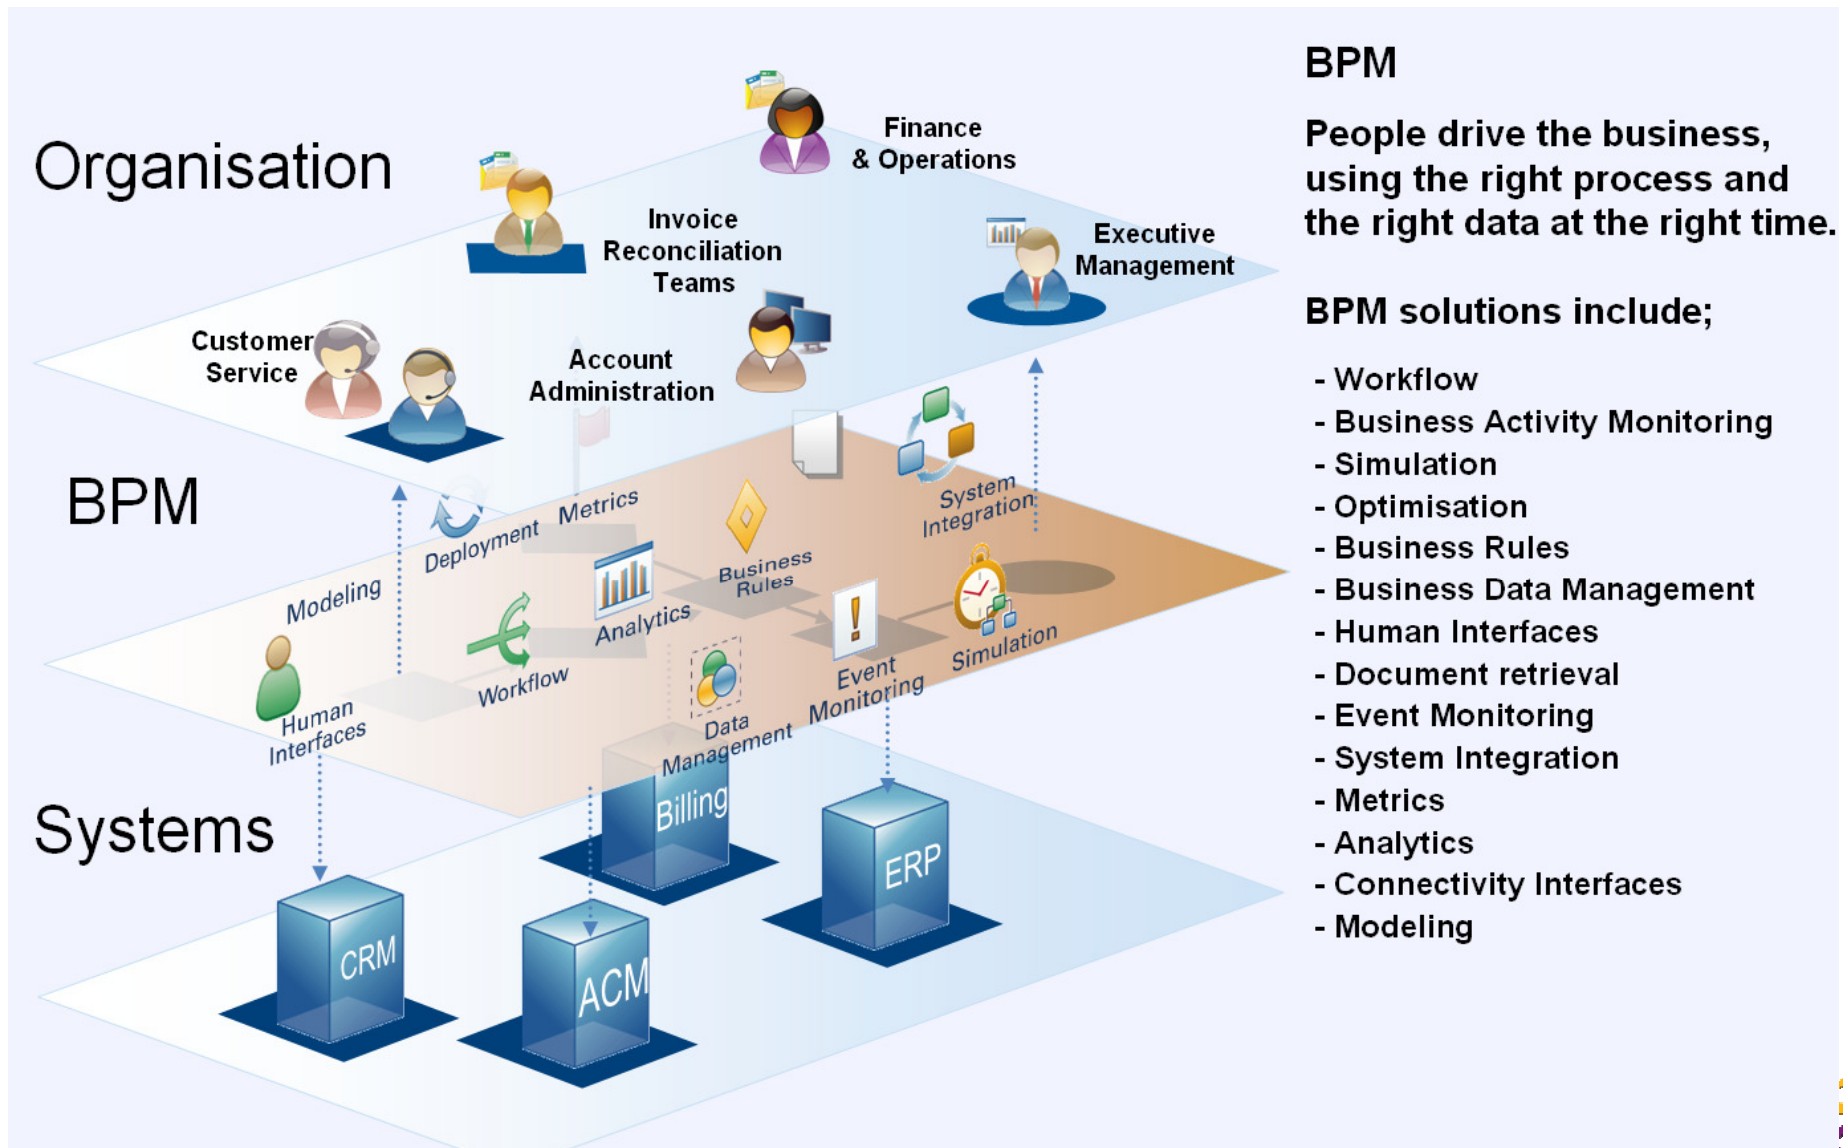 Organisation
Finance
& Operations
Invoice
Reconciliation
Teams
Executive
Management
Customer
Service
Account
Administration
BPM
Metrics
Deployment
System
Integration
Modeling
Business
Rules
Analytics
Workflow
Simulation
Event
Monitoring
Human
Interfaces
Data
Management
Systems
Billing
ERP
CRM
ACM
BPM
People drive the business,
using the right process and
the right data at the right time.
BPM solutions include;
- Workflow
- Business Activity Monitoring
- Simulation
- Optimisation
- Business Rules
- Business Data Management
- Human Interfaces
- Document retrieval
- Event Monitoring
- System Integration
- Metrics
- Analytics
- Connectivity Interfaces
- Modeling